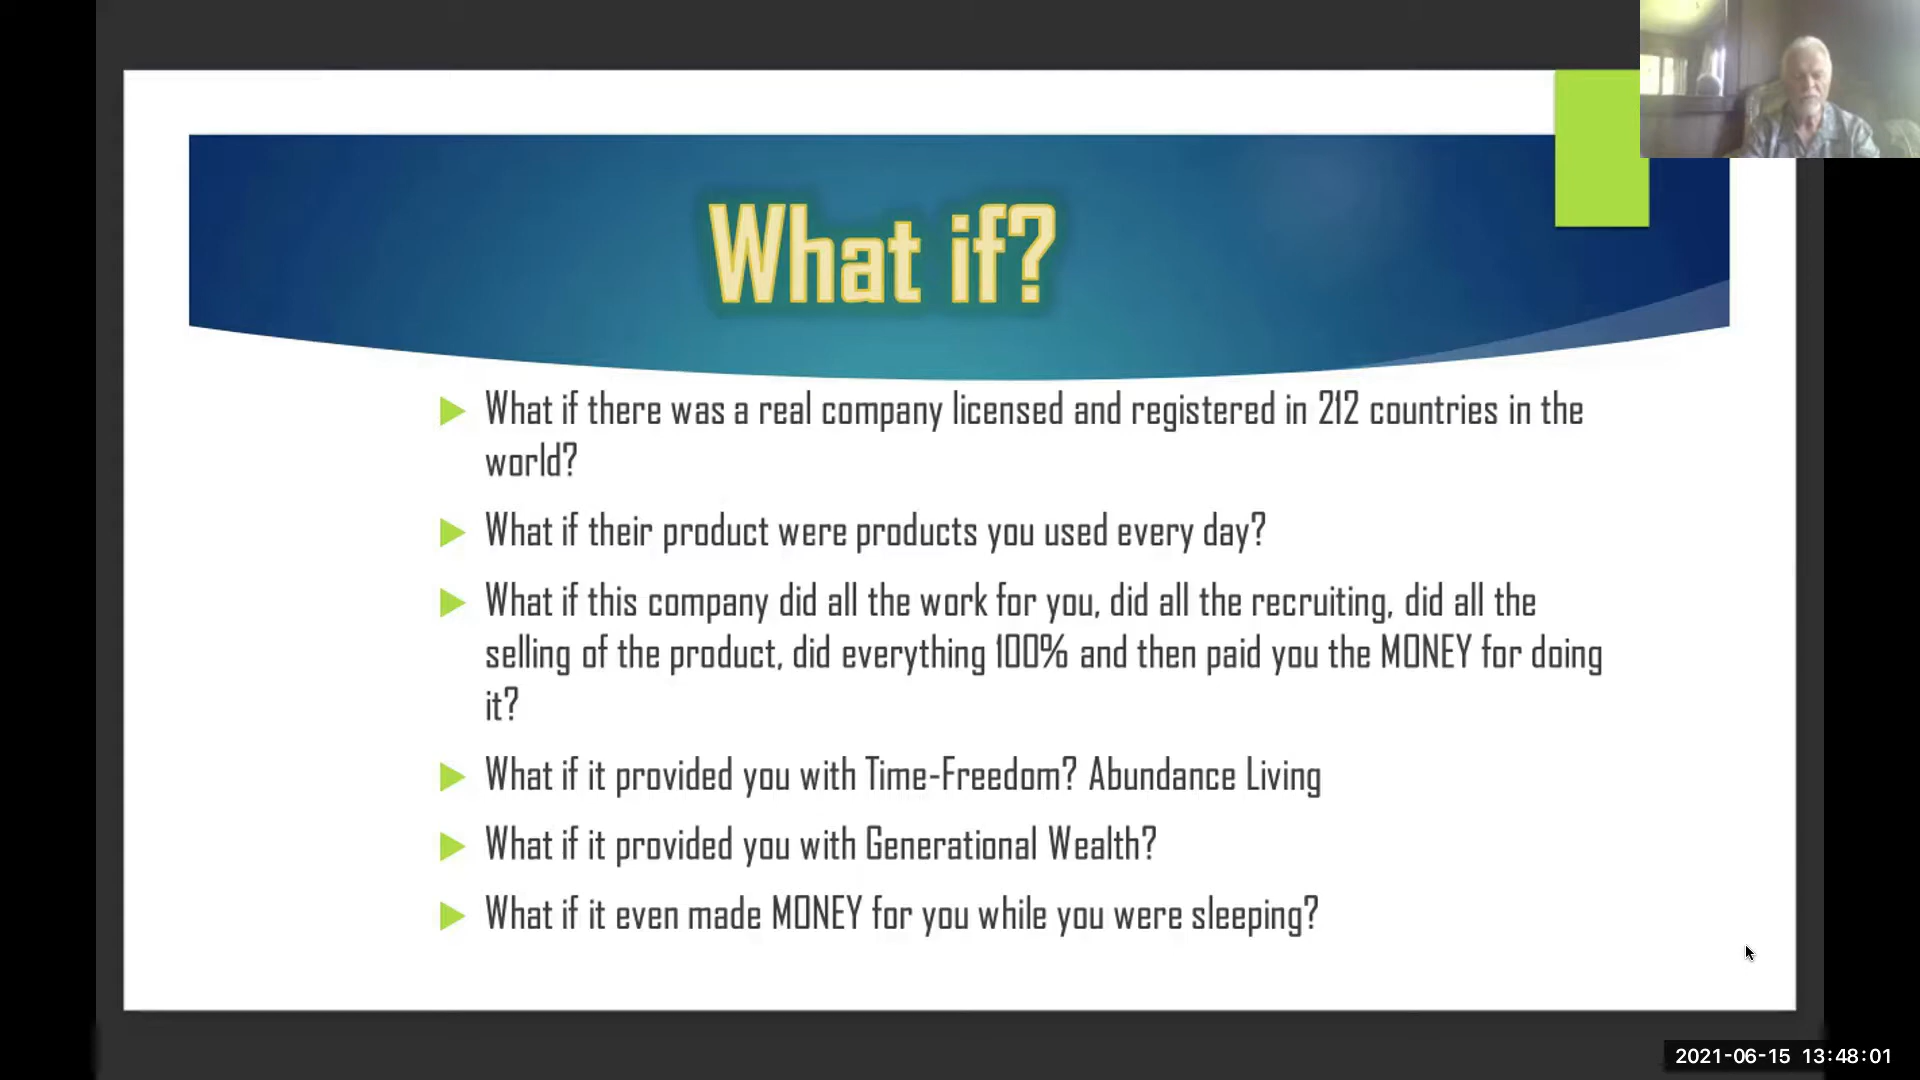 What if?
What if there was a real company licensed and registered in 212 countries in the
world?
What if their product were products you used every day?
What if this company did all the work for you, did all the recruiting, did all the
selling of the product, did everything 100% and then paid you the MONEY for doing
it?
What if it provided you with Time-Freedom? Abundance Living
What if it provided you with Generational Wealth?
What if it even made MONEY for you while you were sleeping?
2021-06-15 13:48:01